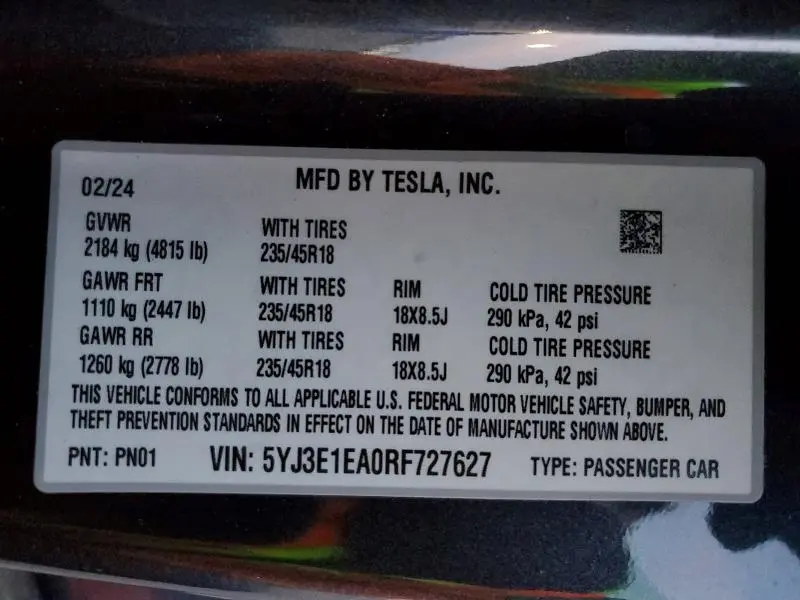 02/24 MFD BY TESLA, INC.
GVWR WITH TIRES
2184 kg (4815 lb) 235/45R18
GAWR FRT WITH TIRES RIM COLD TIRE PRESSURE
1110 kg (2447 lb) 235/45R18 18X8.5J 290 kPa, 42 psi
GAWR RR WITH TIRES RIM COLD TIRE PRESSURE
1260 kg (2778 lb) 235/45R18 18X8.5J 290 kPa, 42 psi
THIS VEHICLE CONFORMS TO ALL APPLICABLE U.S. FEDERAL MOTOR VEHICLE SAFETY, BUMPER, AND
THEFT PREVENTION STANDARDS IN EFFECT ON THE DATE OF MANUFACTURE SHOWN ABOVE.
PNT: PN01 VIN: 5YJ3E1EA0RF727627 TYPE: PASSENGER CAR